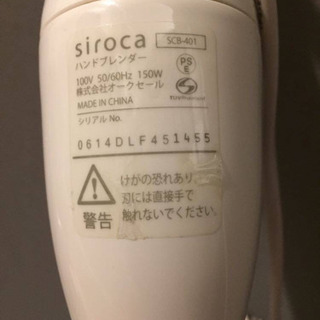 siroca
SCB-401
ハンドブレンダー
100V 50/60Hz 150W
株式会社オークセール
MADE IN CHINA
シリアル No.
PS
E
0614DLF451455
けがの恐れあり
刃には直接手で
触れないでください。
警告